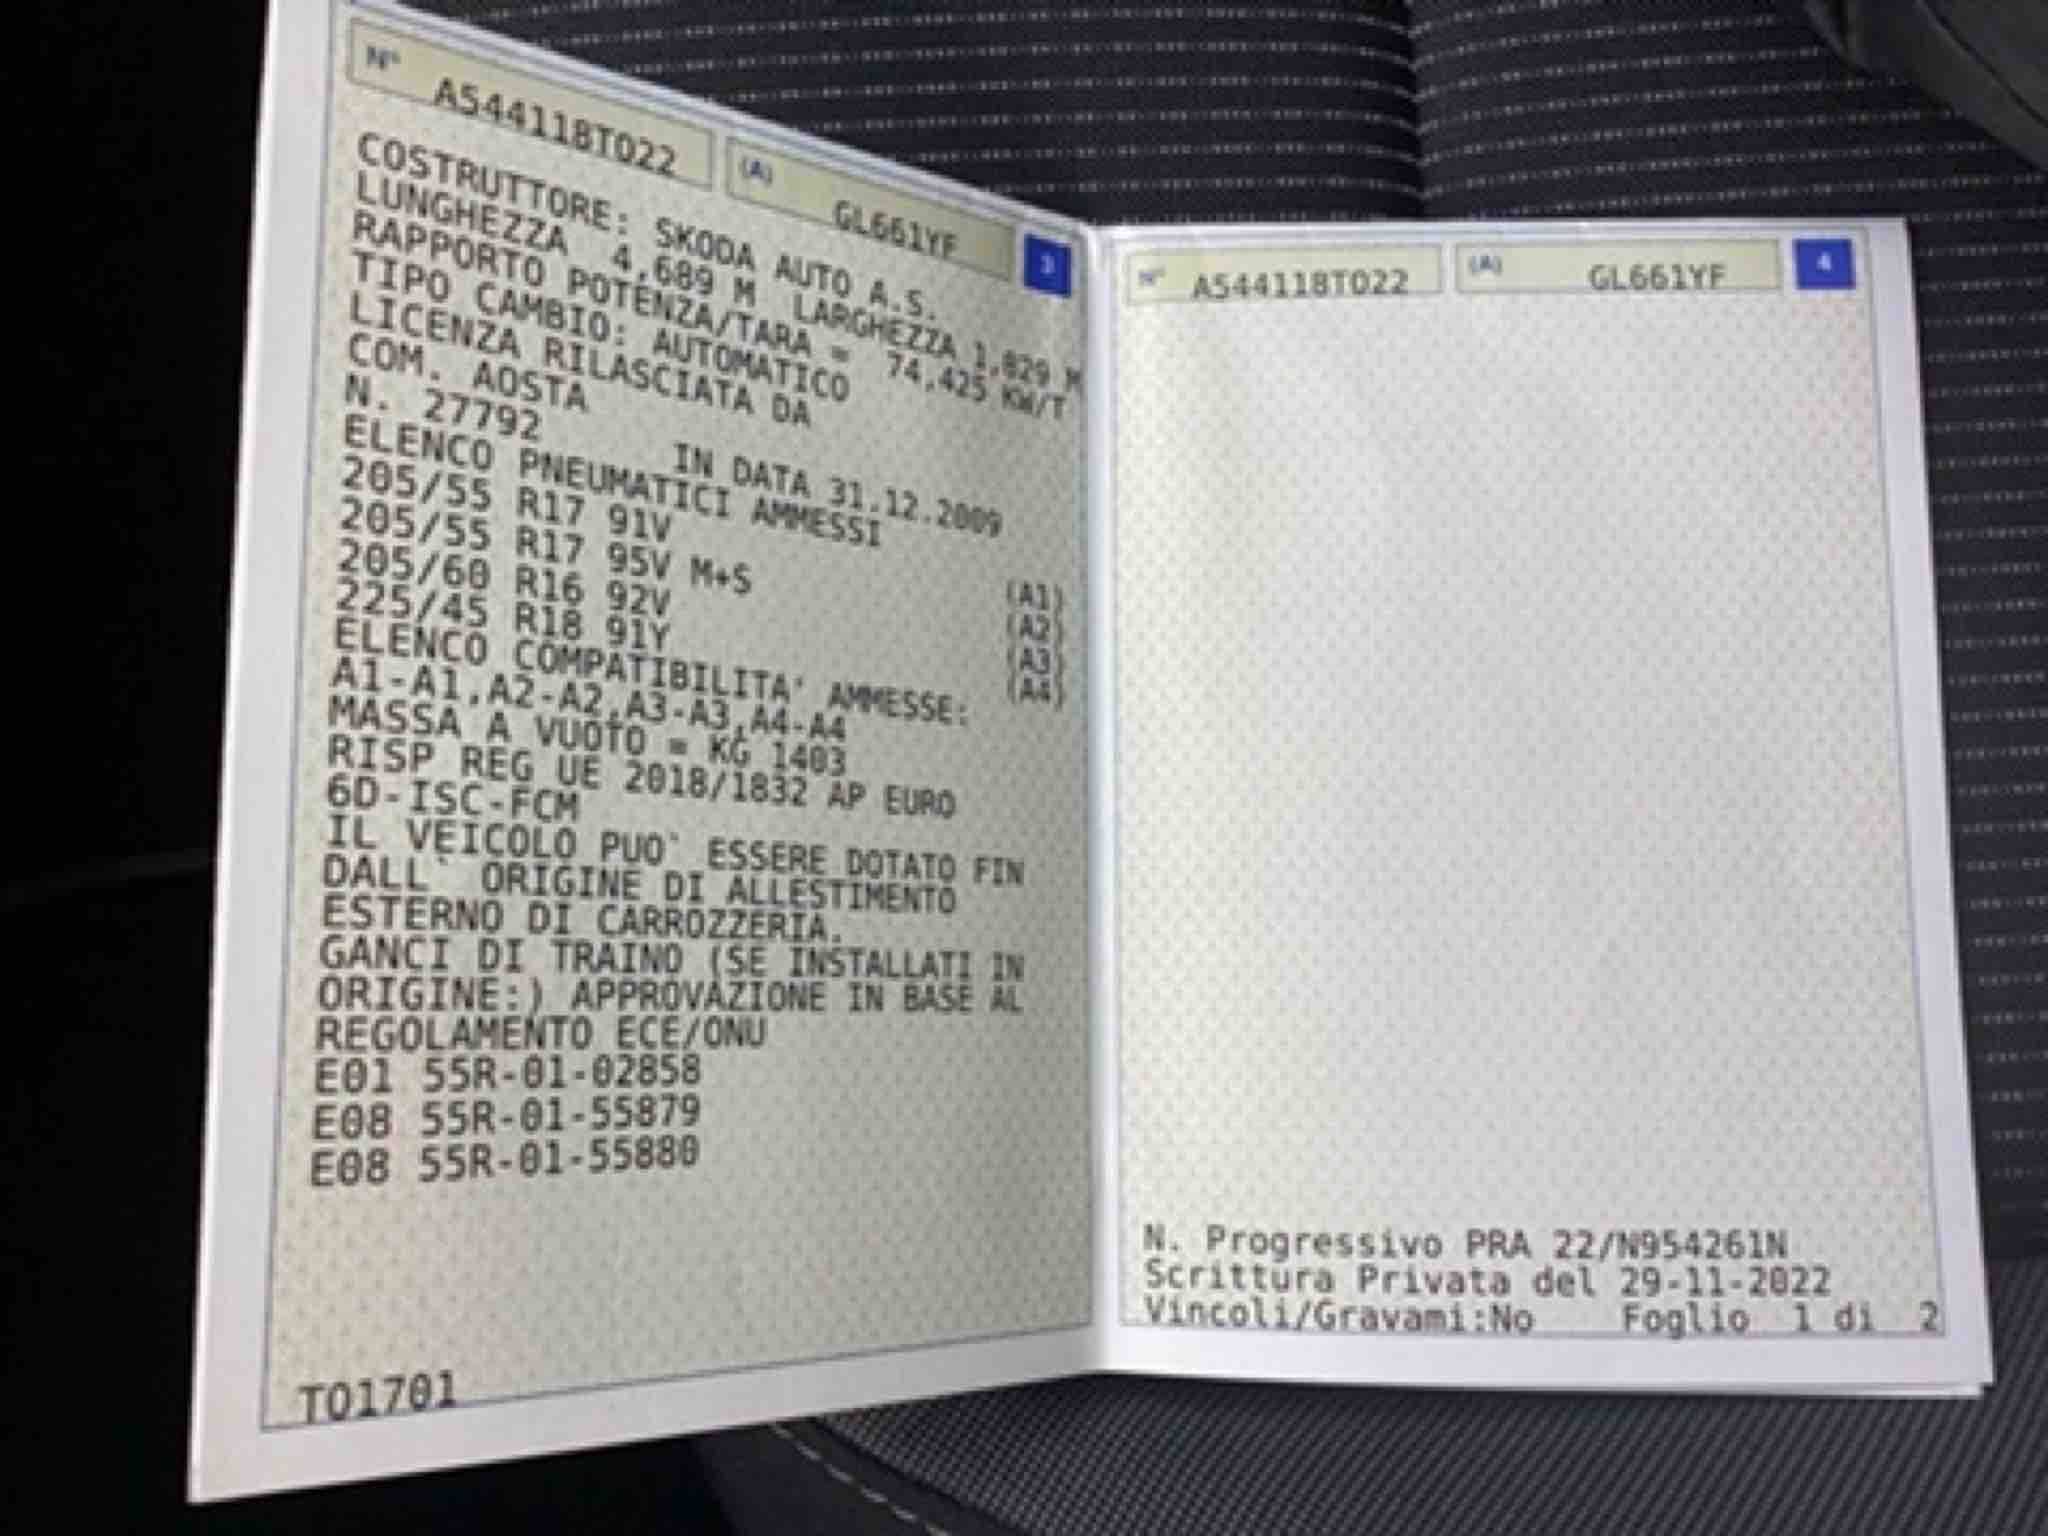 N° A544118TO22 (A) GL661YF 3
COSTRUTTORE: SKODA AUTO A.S.
LUNGHEZZA 4,689 M LARGHEZZA 1,829 M
RAPPORTO POTENZA/TARA = 74,425 KW/T
TIPO CAMBIO: AUTOMATICO
LICENZA RILASCIATA DA
COM. AOSTA
N. 27792 IN DATA 31.12.2009
ELENCO PNEUMATICI AMMESSI
205/55 R17 91V (A1)
205/55 R17 95V M+S (A2)
205/60 R16 92V (A3)
225/45 R18 91Y (A4)
ELENCO COMPATIBILITA' AMMESSE:
A1-A1,A2-A2,A3-A3,A4-A4
MASSA A VUOTO = KG 1403
RISP REG UE 2018/1832 AP EURO
6D-ISC-FCM
IL VEICOLO PUO` ESSERE DOTATO FIN
DALL` ORIGINE DI ALLESTIMENTO
ESTERNO DI CARROZZERIA.
GANCI DI TRAINO (SE INSTALLATI IN
ORIGINE:) APPROVAZIONE IN BASE AL
REGOLAMENTO ECE/ONU
E01 55R-01-02858
E08 55R-01-55879
E08 55R-01-55880
TO1701
N° A544118TO22 (A) GL661YF 4
N. Progressivo PRA 22/N954261N
Scrittura Privata del 29-11-2022
Vincoli/Gravami:No Foglio 1 di 2